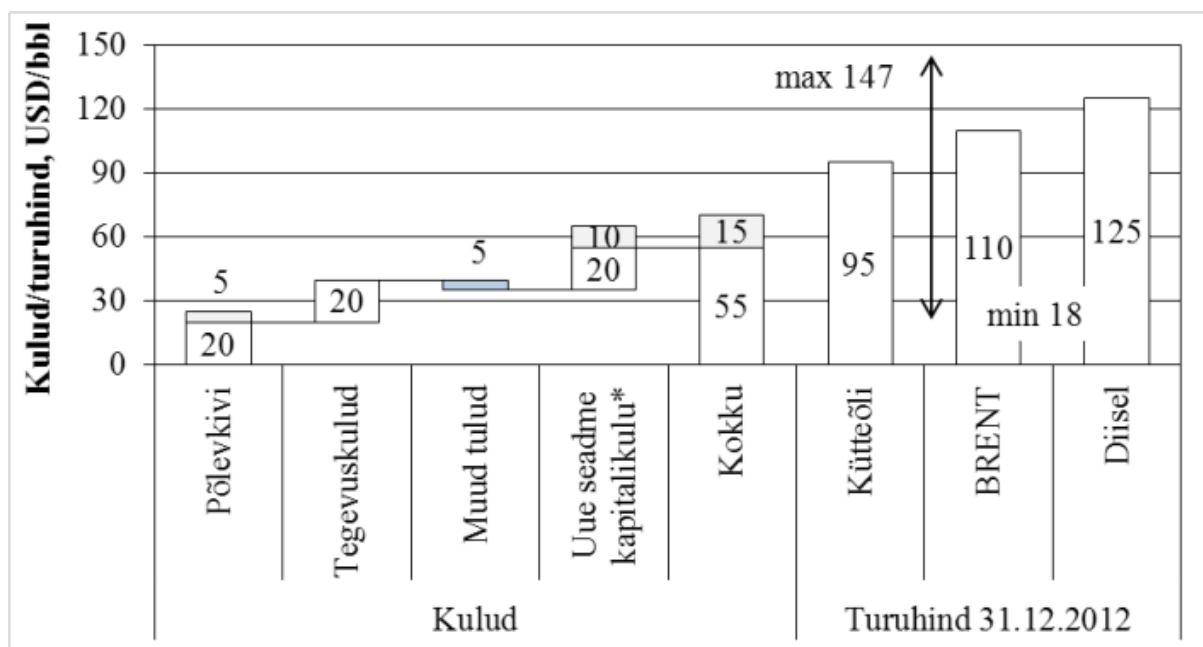 Kulud/turuhind, USD/bbl
150
120
90
60
30
0
max 147
min 18
5
20
20
5
10
20
15
55
95
110
125
Põlevkivi
Tegevuskulud
Muud tulud
Uue seadme
kapitalikulu*
Kokku
Kütteõli
BRENT
Diisel
Kulud
Turuhind 31.12.2012